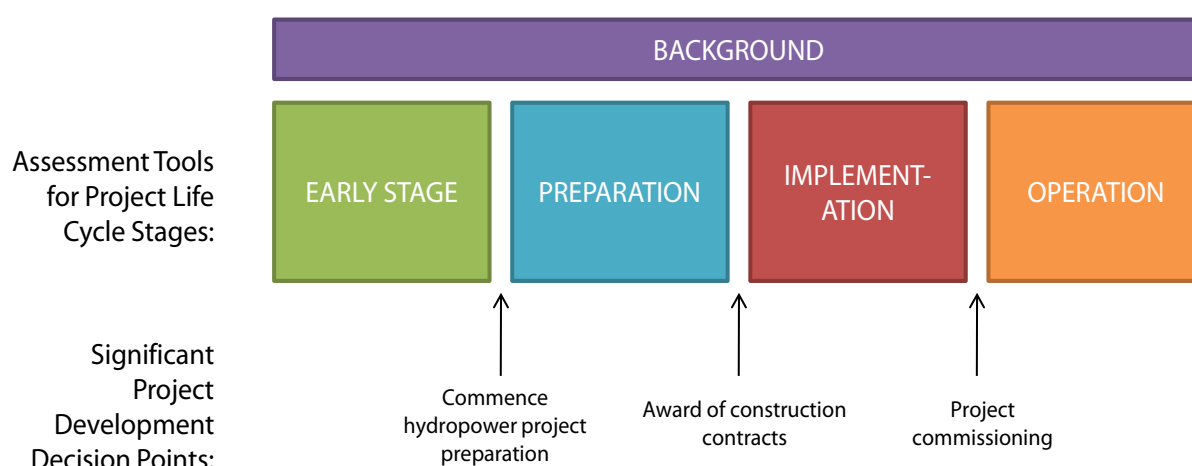 BACKGROUND
Assessment Tools
for Project Life
Cycle Stages:
EARLY STAGE
PREPARATION
IMPLEMENT-
ATION
OPERATION
Significant
Project
Development
Decision Points:
Commence
hydropower project
preparation
Award of construction
contracts
Project
commissioning